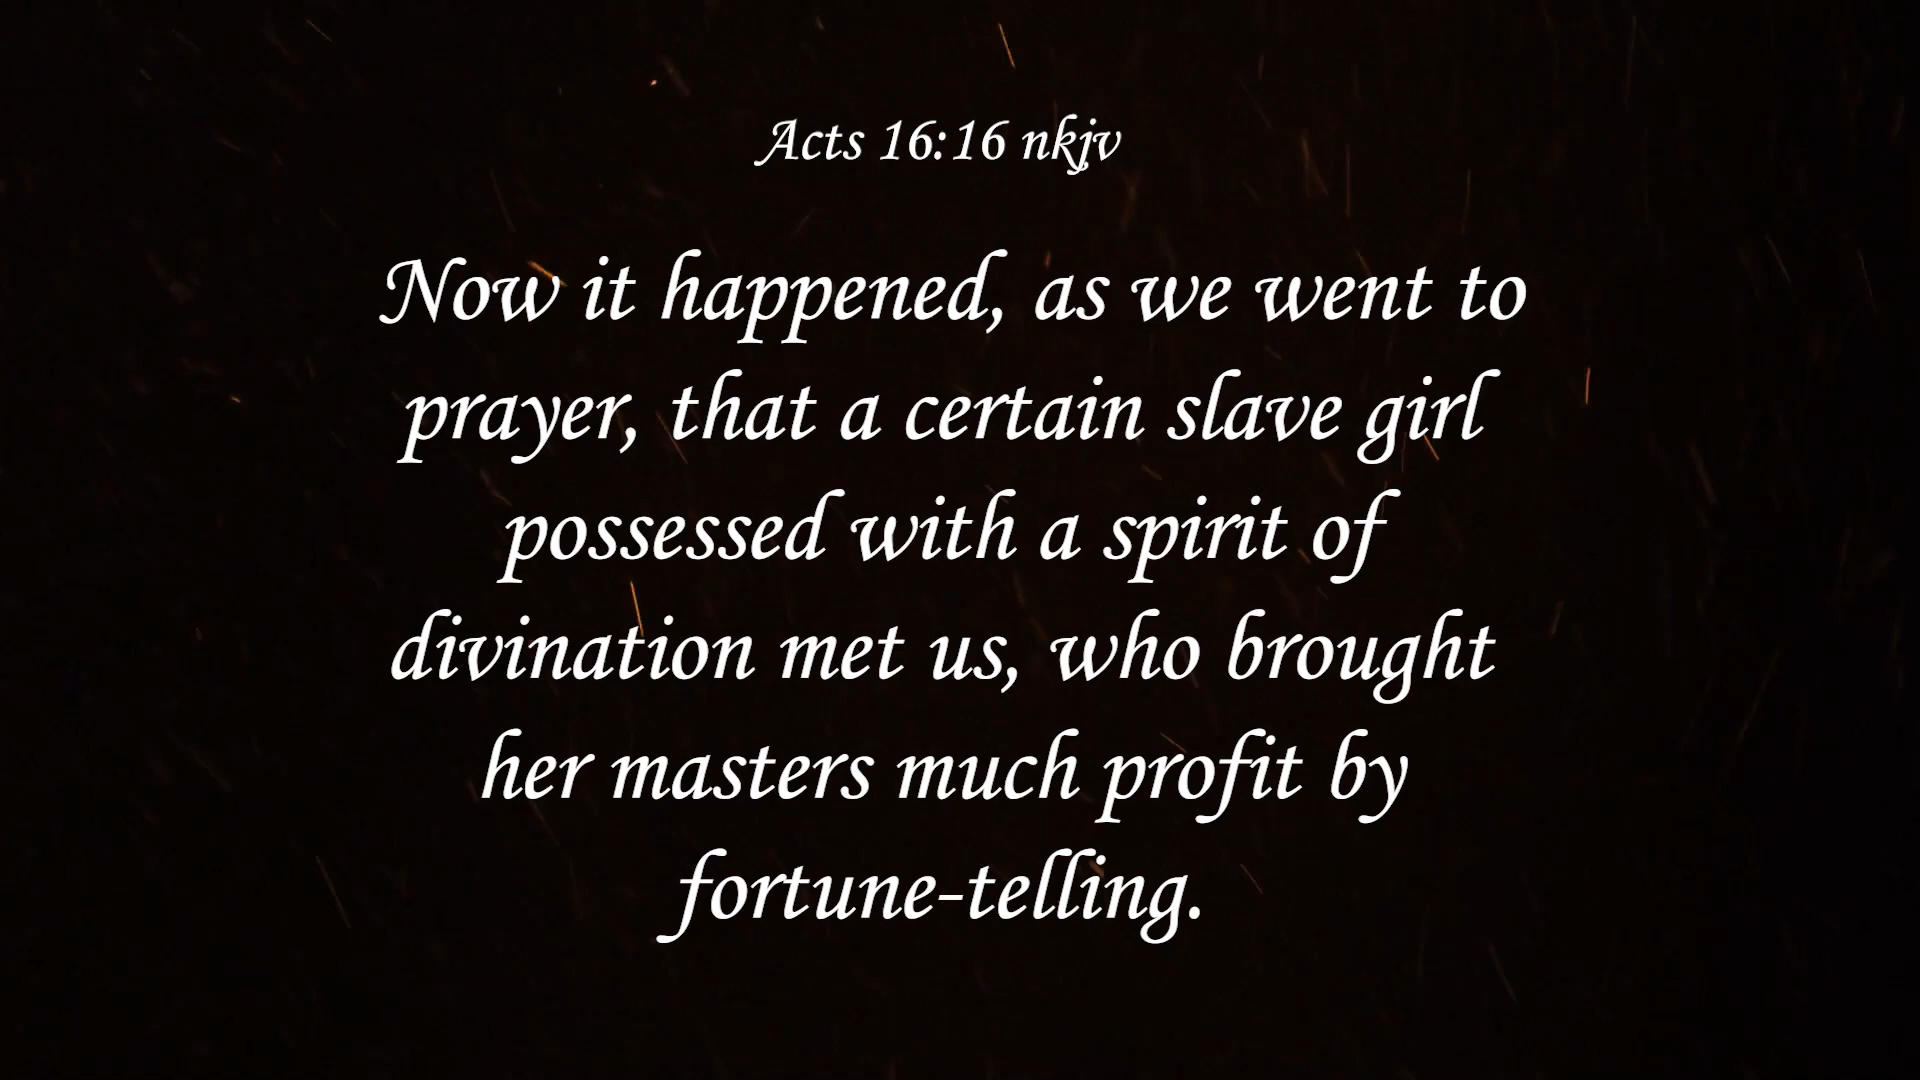 Acts 16:16 nkjv
Now it happened, as we went to
prayer, that a certain slave girl
possessed with a spirit of
divination met us, who brought
her masters much profit by
fortune-telling.